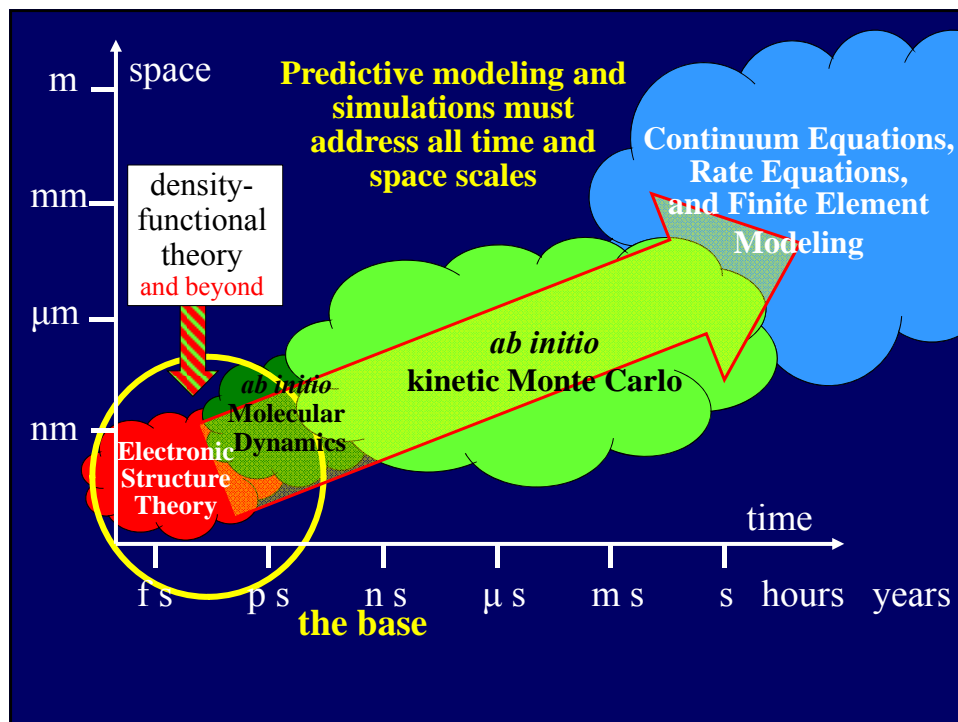 m
space
Predictive modeling and
simulations must
address all time and
space scales
Continuum Equations,
Rate Equations,
and Finite Element
Modeling
density-
functional
theory
and beyond
mm
μm
ab initio
kinetic Monte Carlo
ab initio
Molecular
Dynamics
nm
Electronic
Structure
Theory
time
f s
p s
n s
μ s
m s
s
hours
years
the base